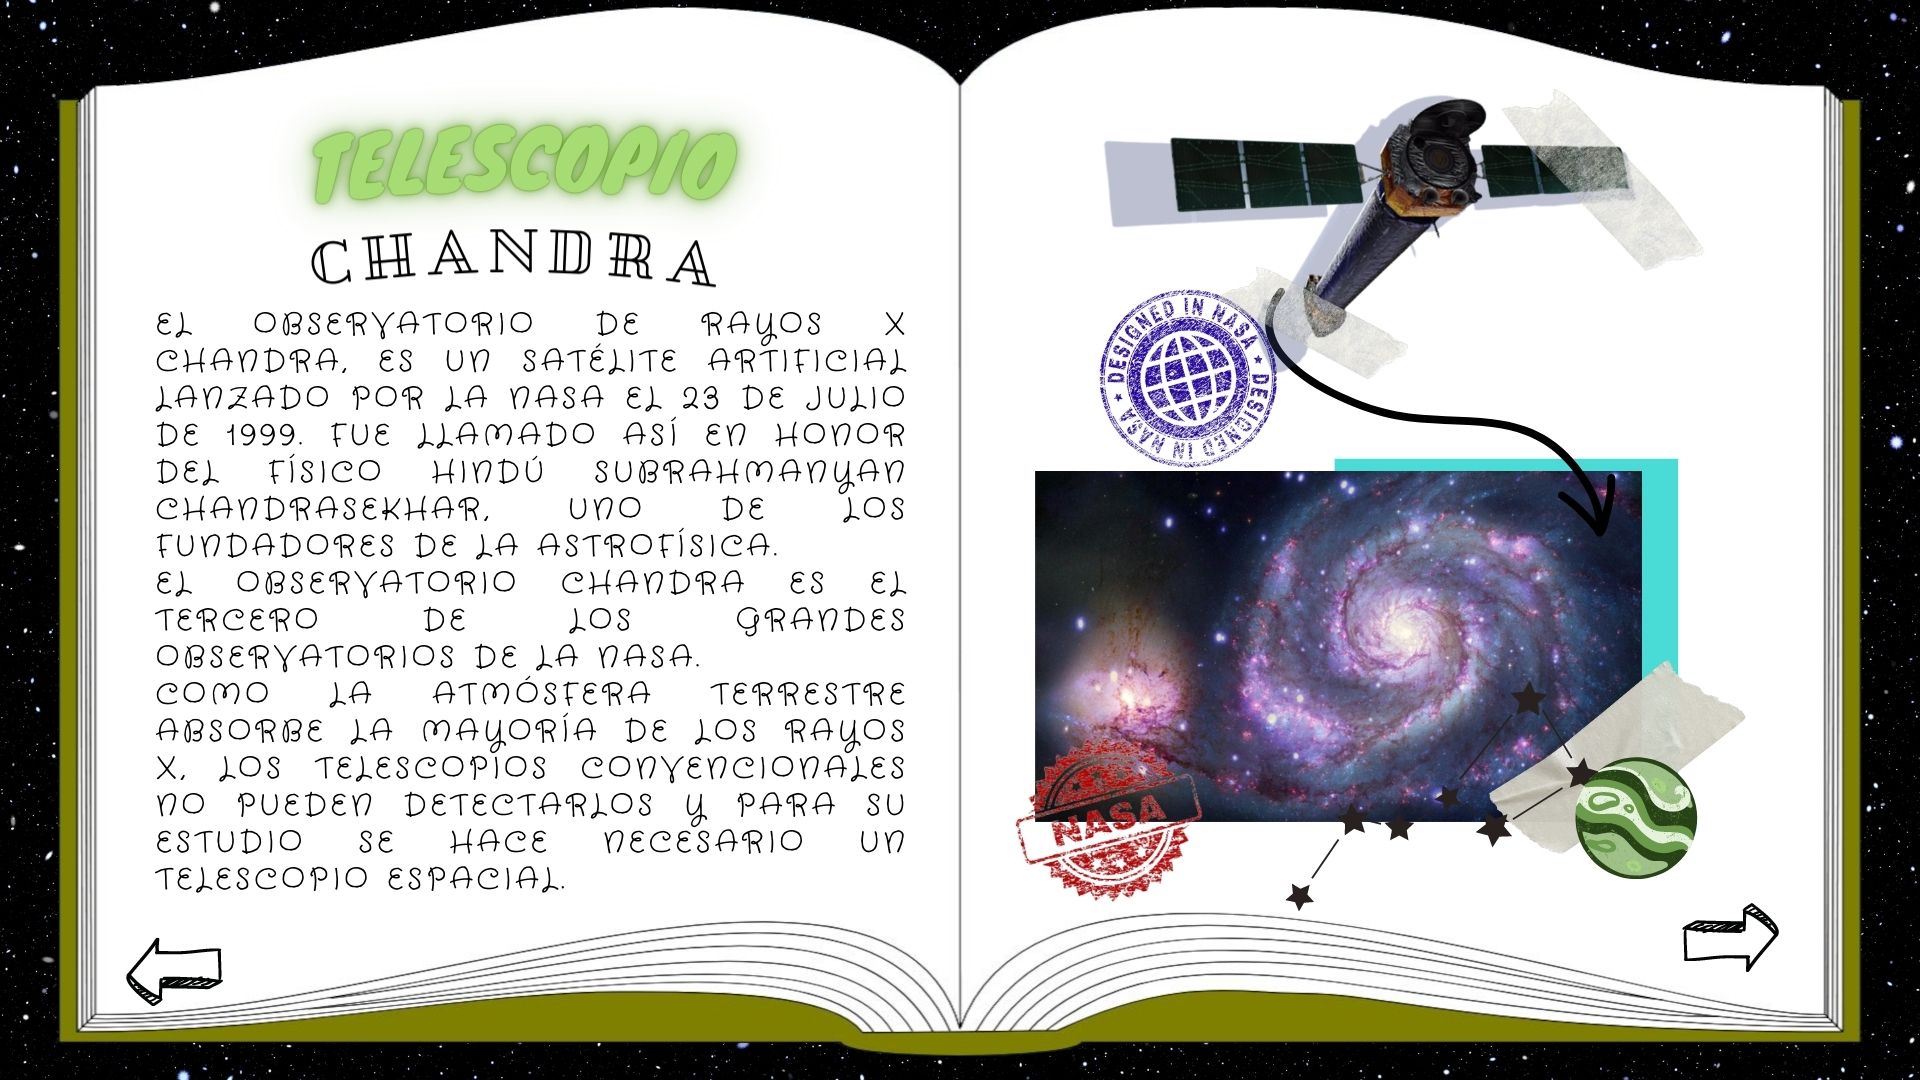 TELESCOPIO
CHANDRA
EL OBSERVATORIO DE RAYOS X
CHANDRA, ES UN SATÉLITE ARTIFICIAL
LANZADO POR LA NASA EL 23 DE JULIO
DE 1999. FUE LLAMADO ASÍ EN HONOR
DEL FÍSICO HINDÚ SUBRAHMANYAN
CHANDRASEKHAR, UNO DE LOS
FUNDADORES DE LA ASTROFÍSICA.
EL OBSERVATORIO CHANDRA ES EL
TERCERO DE LOS GRANDES
OBSERVATORIOS DE LA NASA.
COMO LA ATMÓSFERA TERRESTRE
ABSORBE LA MAYORÍA DE LOS RAYOS
X, LOS TELESCOPIOS CONVENCIONALES
NO PUEDEN DETECTARLOS Y PARA SU
ESTUDIO SE HACE NECESARIO UN
TELESCOPIO ESPACIAL.
DESIGNED IN NASA
DESIGNED IN NASA
NASA